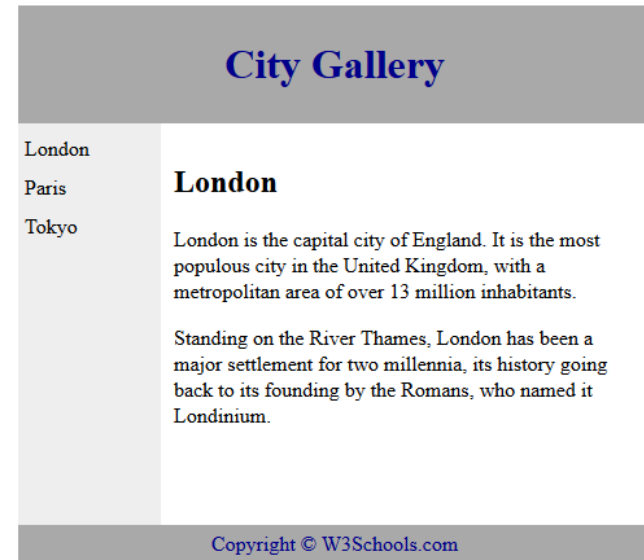 City Gallery
London
Paris
Tokyo
London
London is the capital city of England. It is the most
populous city in the United Kingdom, with a
metropolitan area of over 13 million inhabitants.
Standing on the River Thames, London has been a
major settlement for two millennia, its history going
back to its founding by the Romans, who named it
Londinium.
Copyright © W3Schools.com